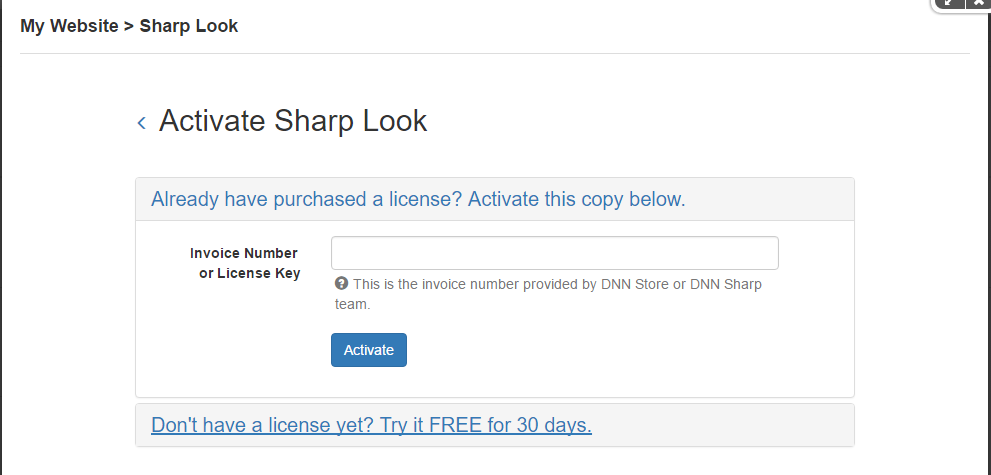 My Website > Sharp Look
‹ Activate Sharp Look
Already have purchased a license? Activate this copy below.
Invoice Number
or License Key
This is the invoice number provided by DNN Store or DNN Sharp
team.
Activate
Don't have a license yet? Try it FREE for 30 days.